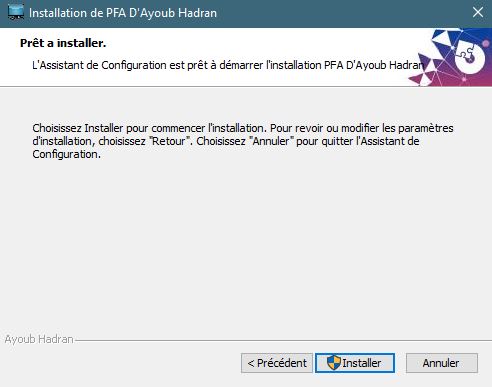 Installation de PFA D'Ayoub Hadran
Prêt a installer.
L'Assistant de Configuration est prêt à démarrer l'installation PFA D'Ayoub Hadran
Choisissez Installer pour commencer l'installation. Pour revoir ou modifier les paramètres
d'installation, choisissez "Retour". Choisissez "Annuler" pour quitter l'Assistant de
Configuration.
Ayoub Hadran
< Précédent
Installer
Annuler